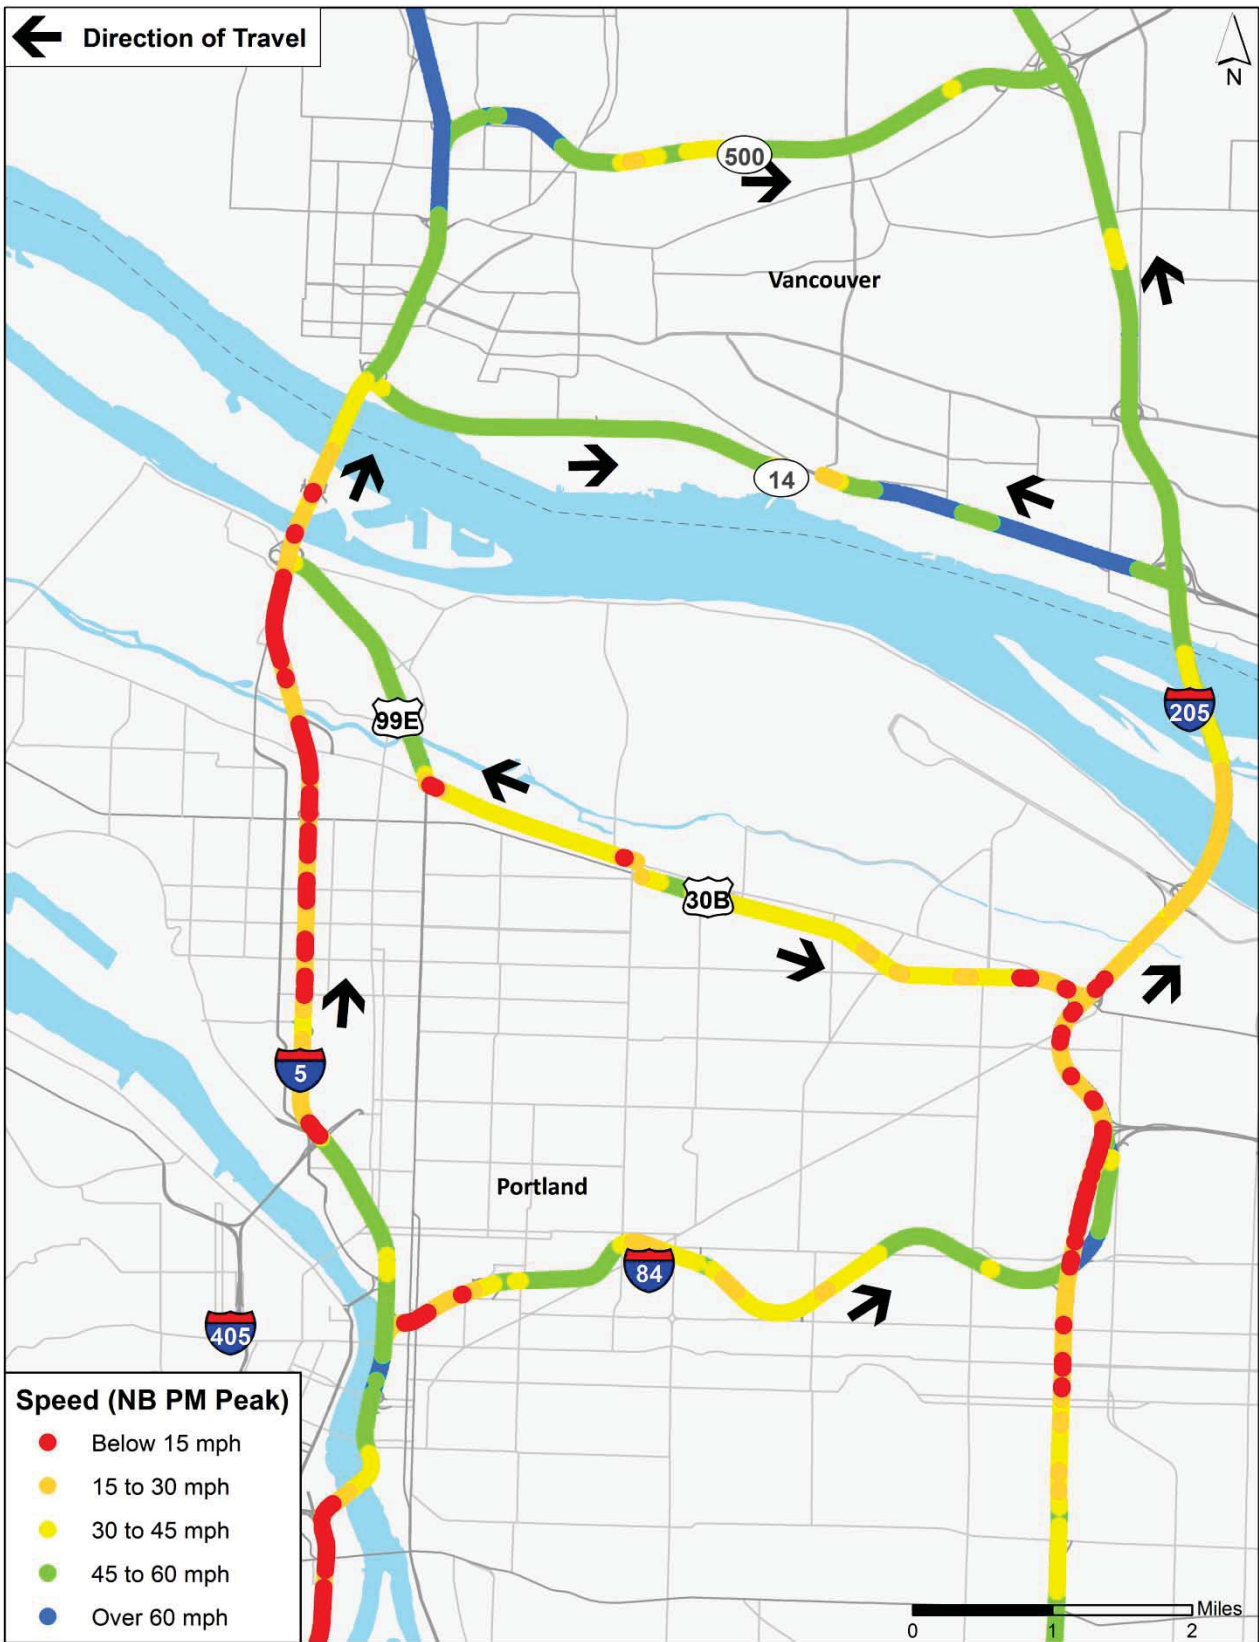 Direction of Travel
N
500
Vancouver
14
205
99E
30B
5
Portland
84
405
Speed (NB PM Peak)
Below 15 mph
15 to 30 mph
30 to 45 mph
45 to 60 mph
Over 60 mph
Miles
0 1 2